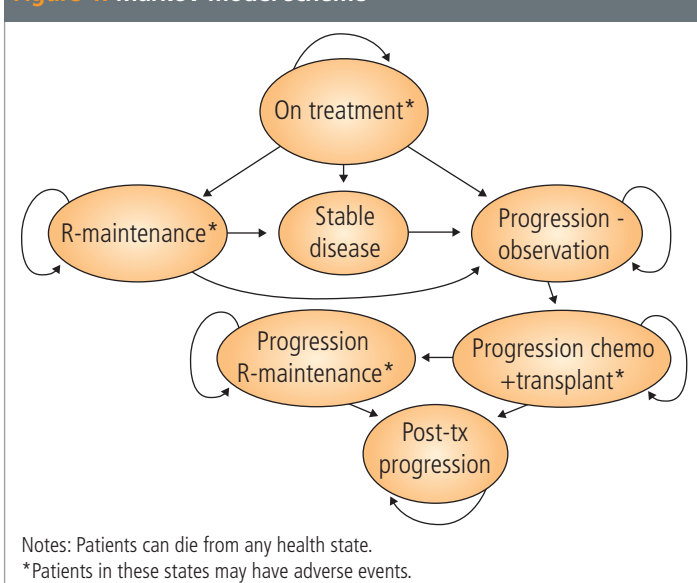 On treatment*
R-maintenance*
Stable
disease
Progression -
observation
Progression
R-maintenance*
Progression chemo
+transplant*
Post-tx
progression
Notes: Patients can die from any health state.
*Patients in these states may have adverse events.